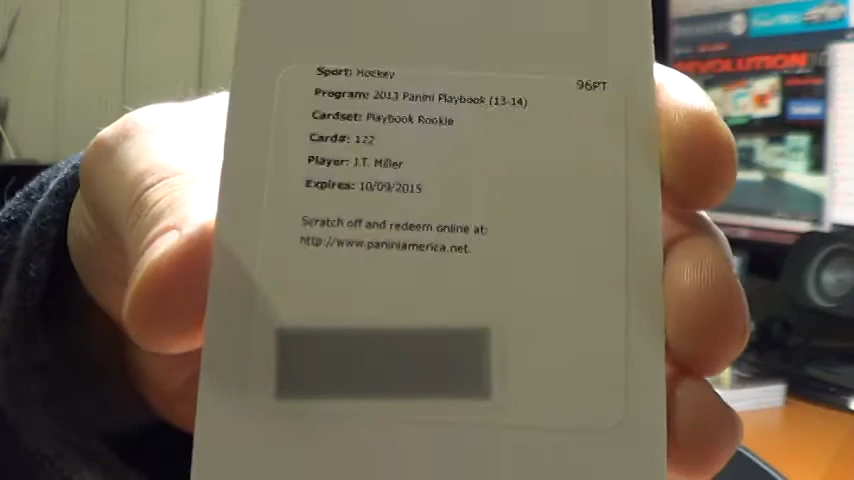 Sport: Hockey
96PT
Program: 2013 Panini Playbook (13-14)
Cardset: Playbook Rookie
Card#: 122
Player: J.T. Miller
Expires: 10/09/2015
Scratch off and redeem online at:
http://www.paniniamerica.net.
REVOLUTION